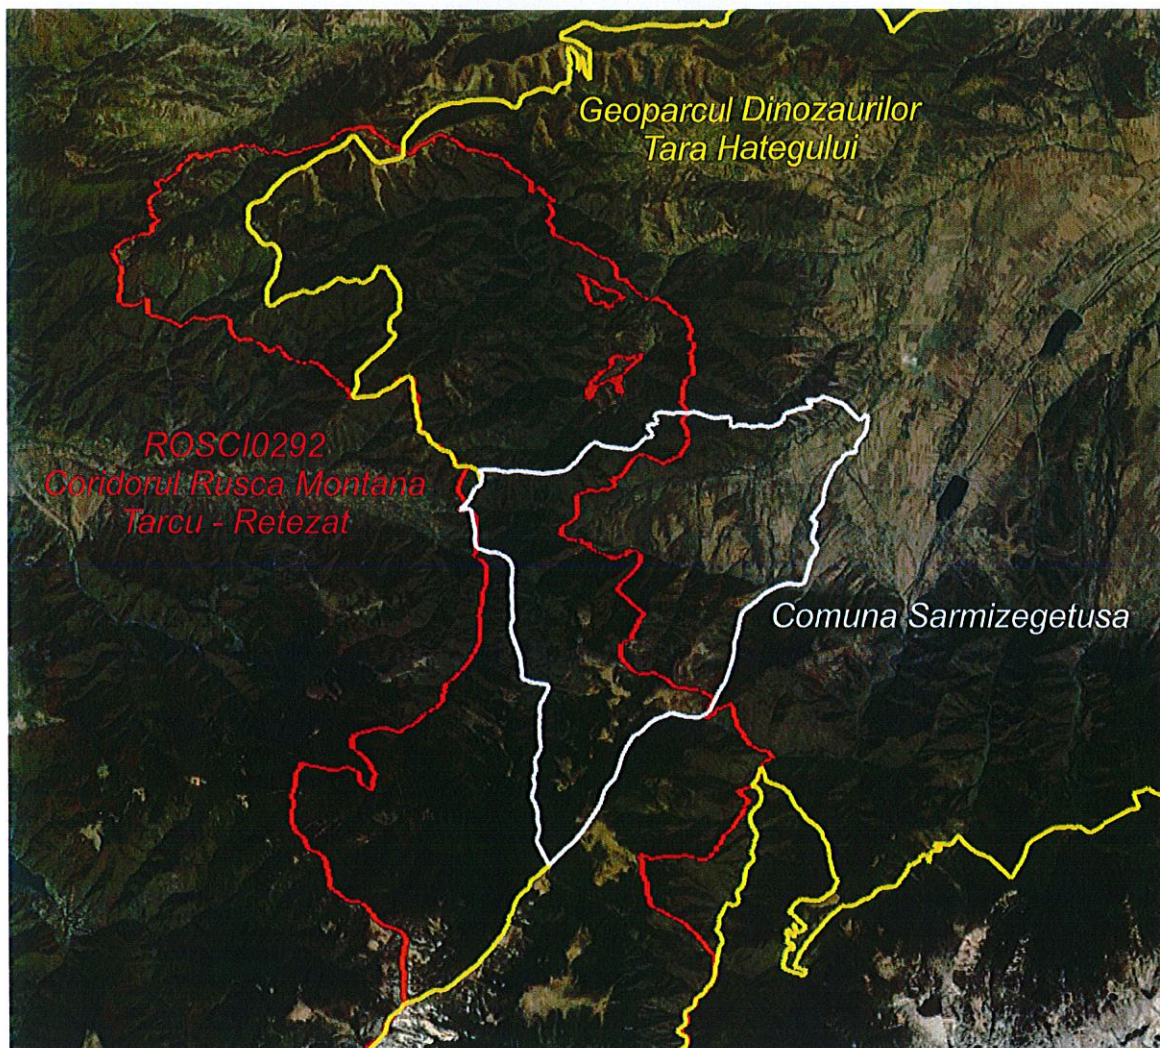 Geoparcul Dinozaurilor
Tara Hategului
ROSCI0292
Coridorul Rusca Montana
Tarcu - Retezat
Comuna Sarmizegetusa